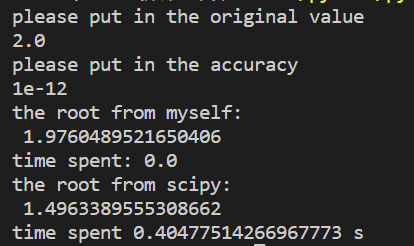 please put in the original value
2.0
please put in the accuracy
1e-12
the root from myself:
1.9760489521650406
time spent: 0.0
the root from scipy:
1.4963389555308662
time spent 0.40477514266967773 s